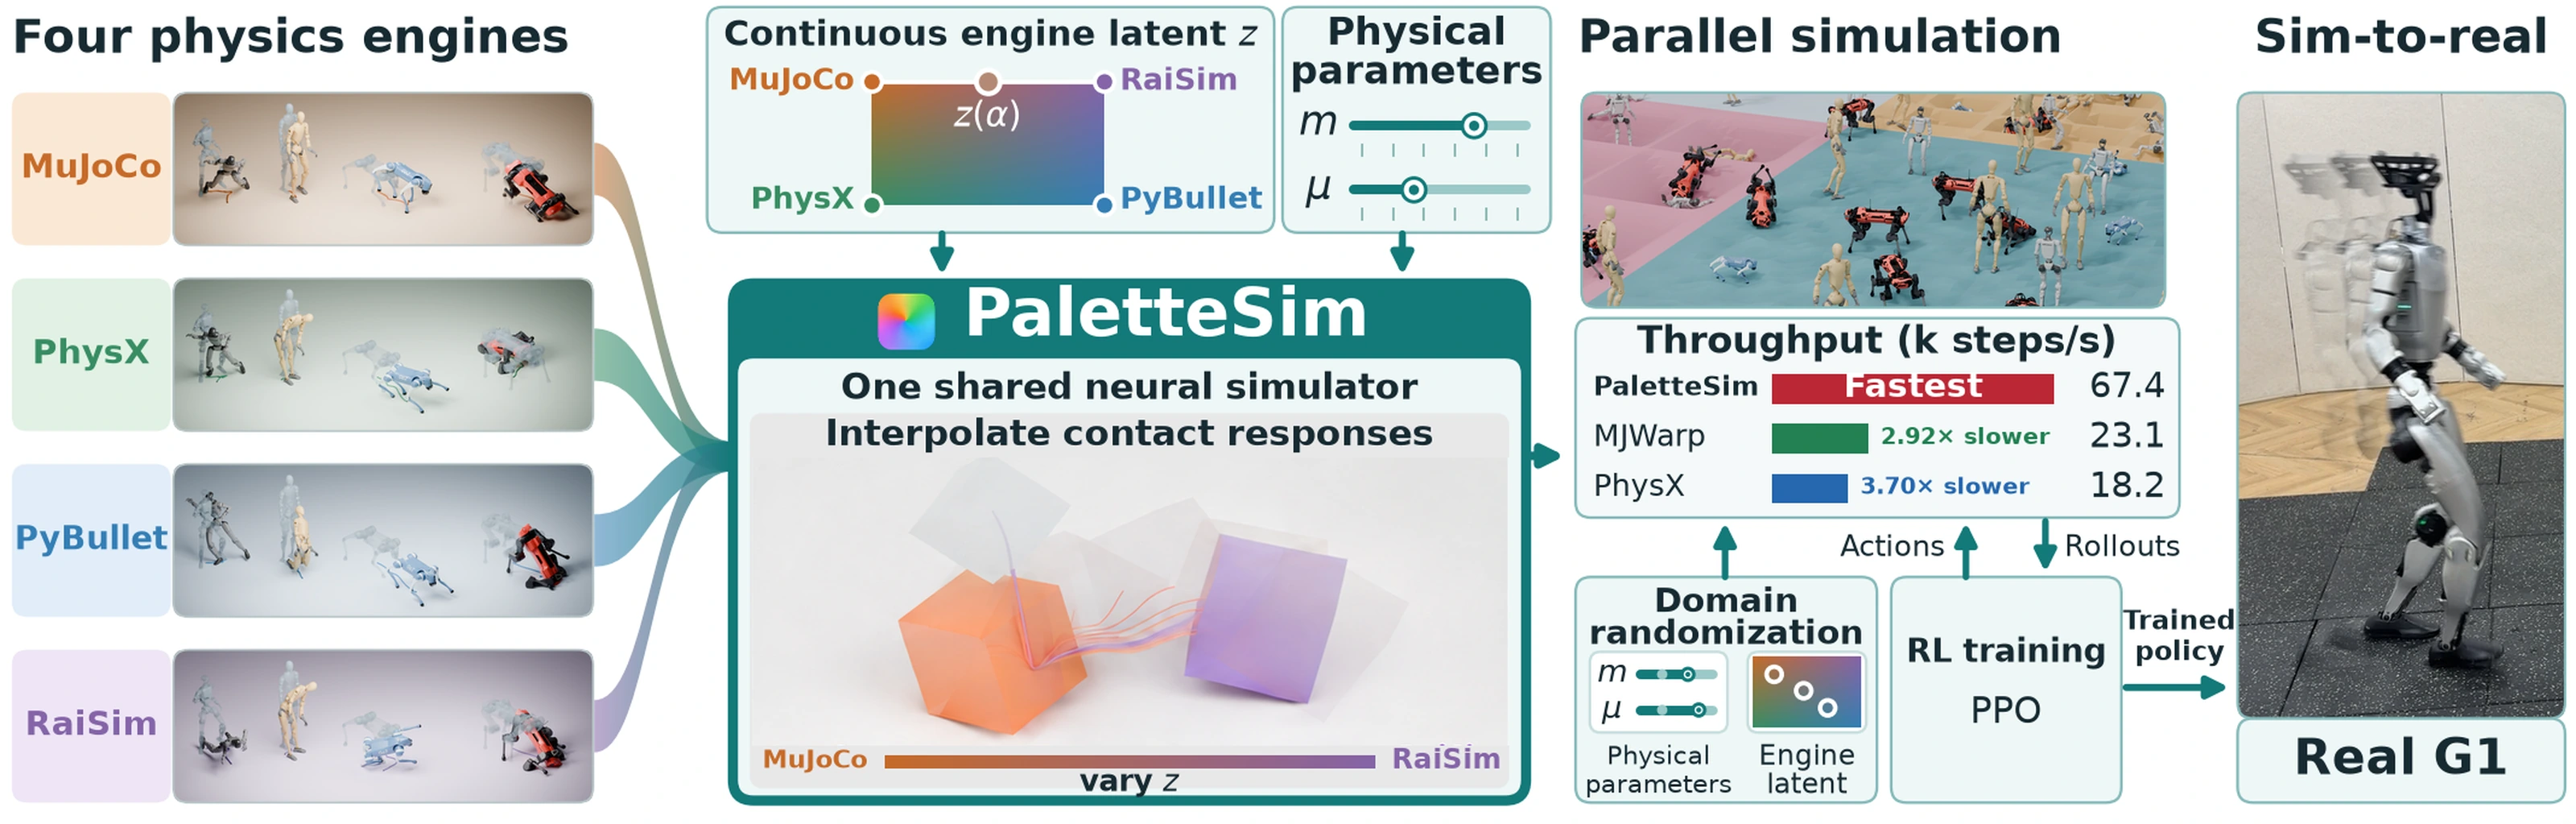 Four physics engines
MuJoCo
PhysX
PyBullet
RaiSim
Continuous engine latent z
MuJoCo
RaiSim
z(α)
PhysX
PyBullet
Physical
parameters
m
μ
PaletteSim
One shared neural simulator
Interpolate contact responses
MuJoCo
RaiSim
vary z
Parallel simulation
Throughput (k steps/s)
PaletteSim Fastest 67.4
MJWarp 2.92× slower 23.1
PhysX 3.70× slower 18.2
Actions
Rollouts
Domain
randomization
m
μ
Physical
parameters
Engine
latent
RL training
PPO
Trained
policy
Sim-to-real
Real G1